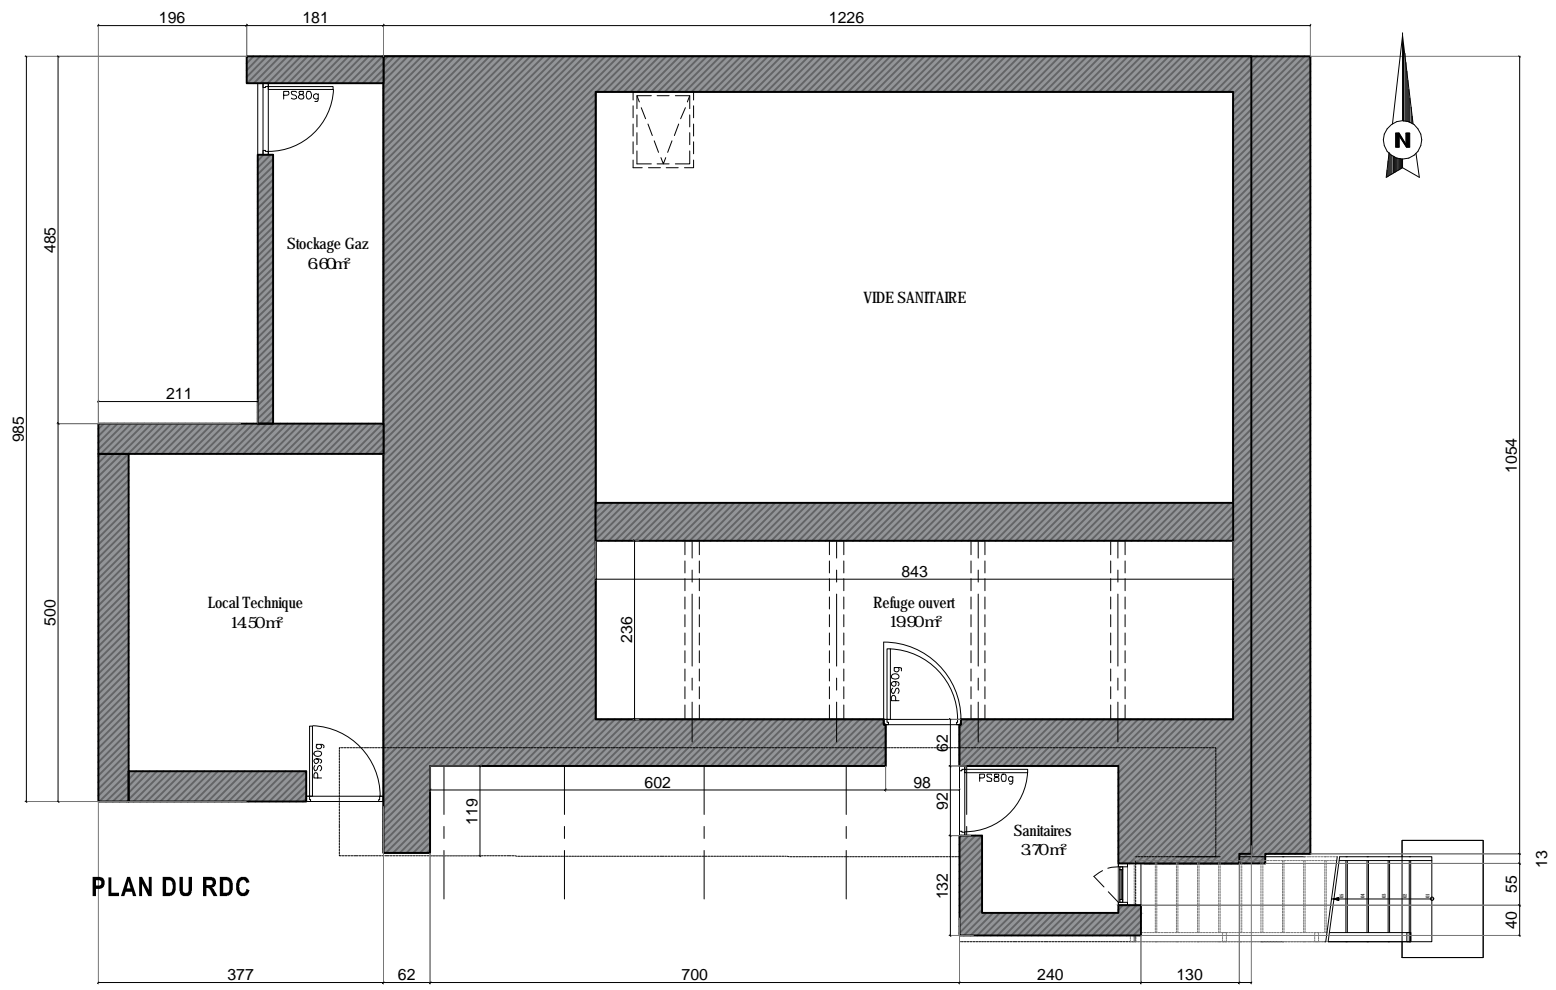 196
181
1226
N
PS80g
485
Stockage Gaz
6.60m²
VIDE SANITAIRE
211
985
1054
843
Local Technique
14.50m²
Refuge ouvert
19.90m²
500
236
PS90g
PS90g
62
602
98
PS80g
119
92
Sanitaires
3.70m²
13
PLAN DU RDC
132
55
40
377
62
700
240
130